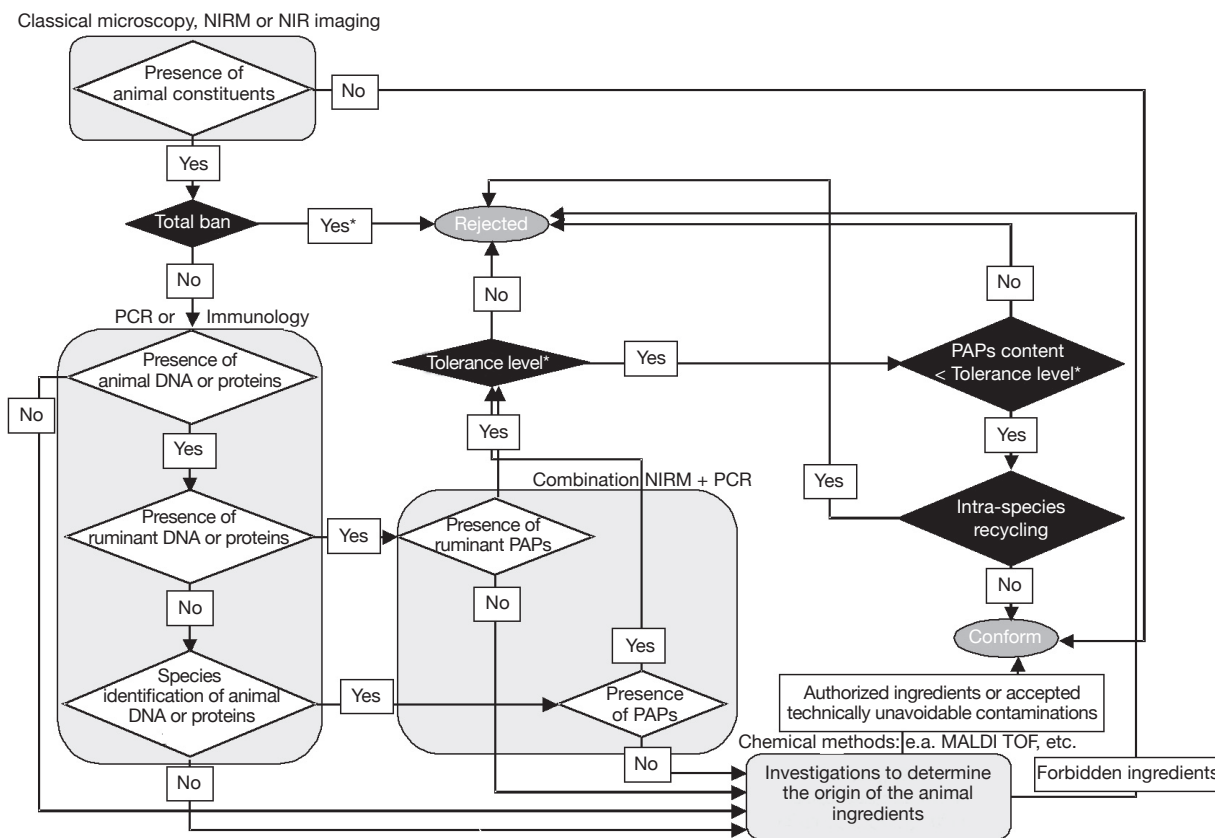 Classical microscopy, NIRM or NIR imaging
Presence of
animal constituents
No
Yes
Total ban
Yes*
Rejected
No
No
No
PCR or Immunology
Presence of
animal DNA or proteins
Tolerance level*
Yes
PAPs content
< Tolerance level*
No
Yes
Yes
Yes
Combination NIRM + PCR
Yes
Presence of
ruminant DNA or proteins
Yes
Presence of
ruminant PAPs
Intra-species
recycling
No
No
No
Conform
Yes
Species
identification of animal
DNA or proteins
Yes
Presence
of PAPs
Authorized ingredients or accepted
technically unavoidable contaminations
Chemical methods: e.a. MALDI TOF, etc.
No
No
Investigations to determine
the origin of the animal
ingredients
Forbidden ingredients